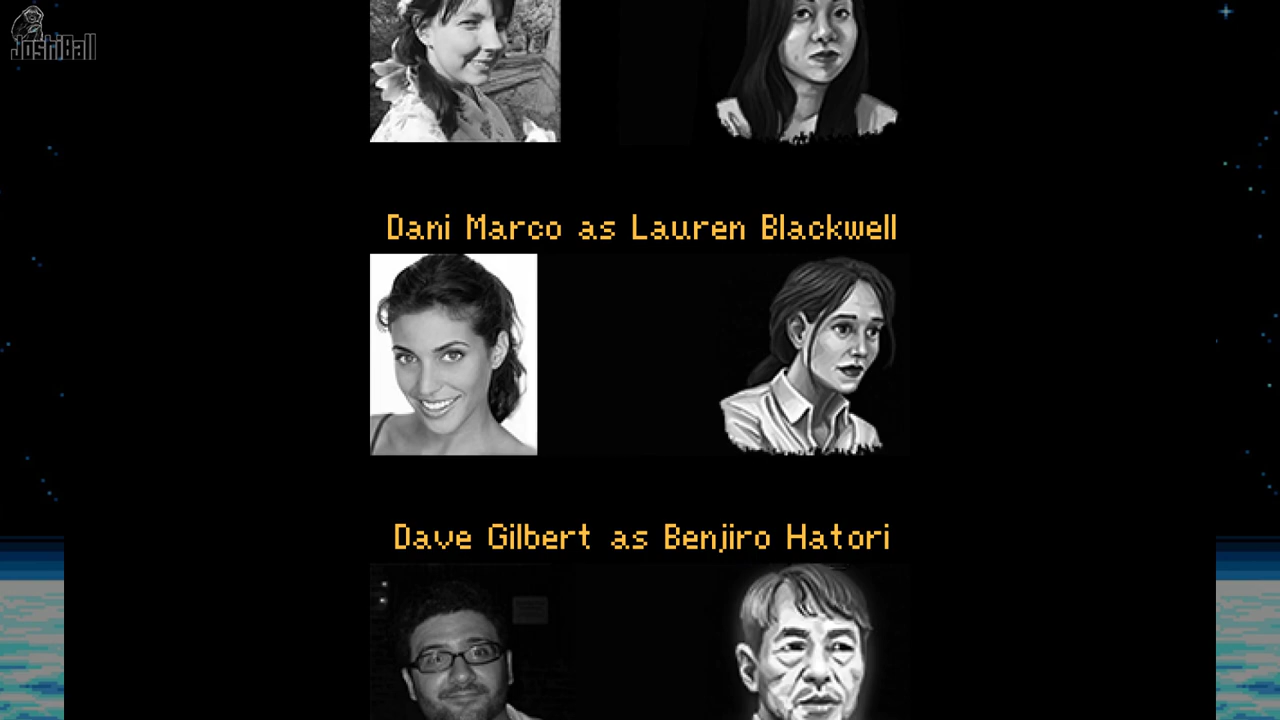 JoshiBall
Dani Marco as Lauren Blackwell
Dave Gilbert as Benjiro Hatori